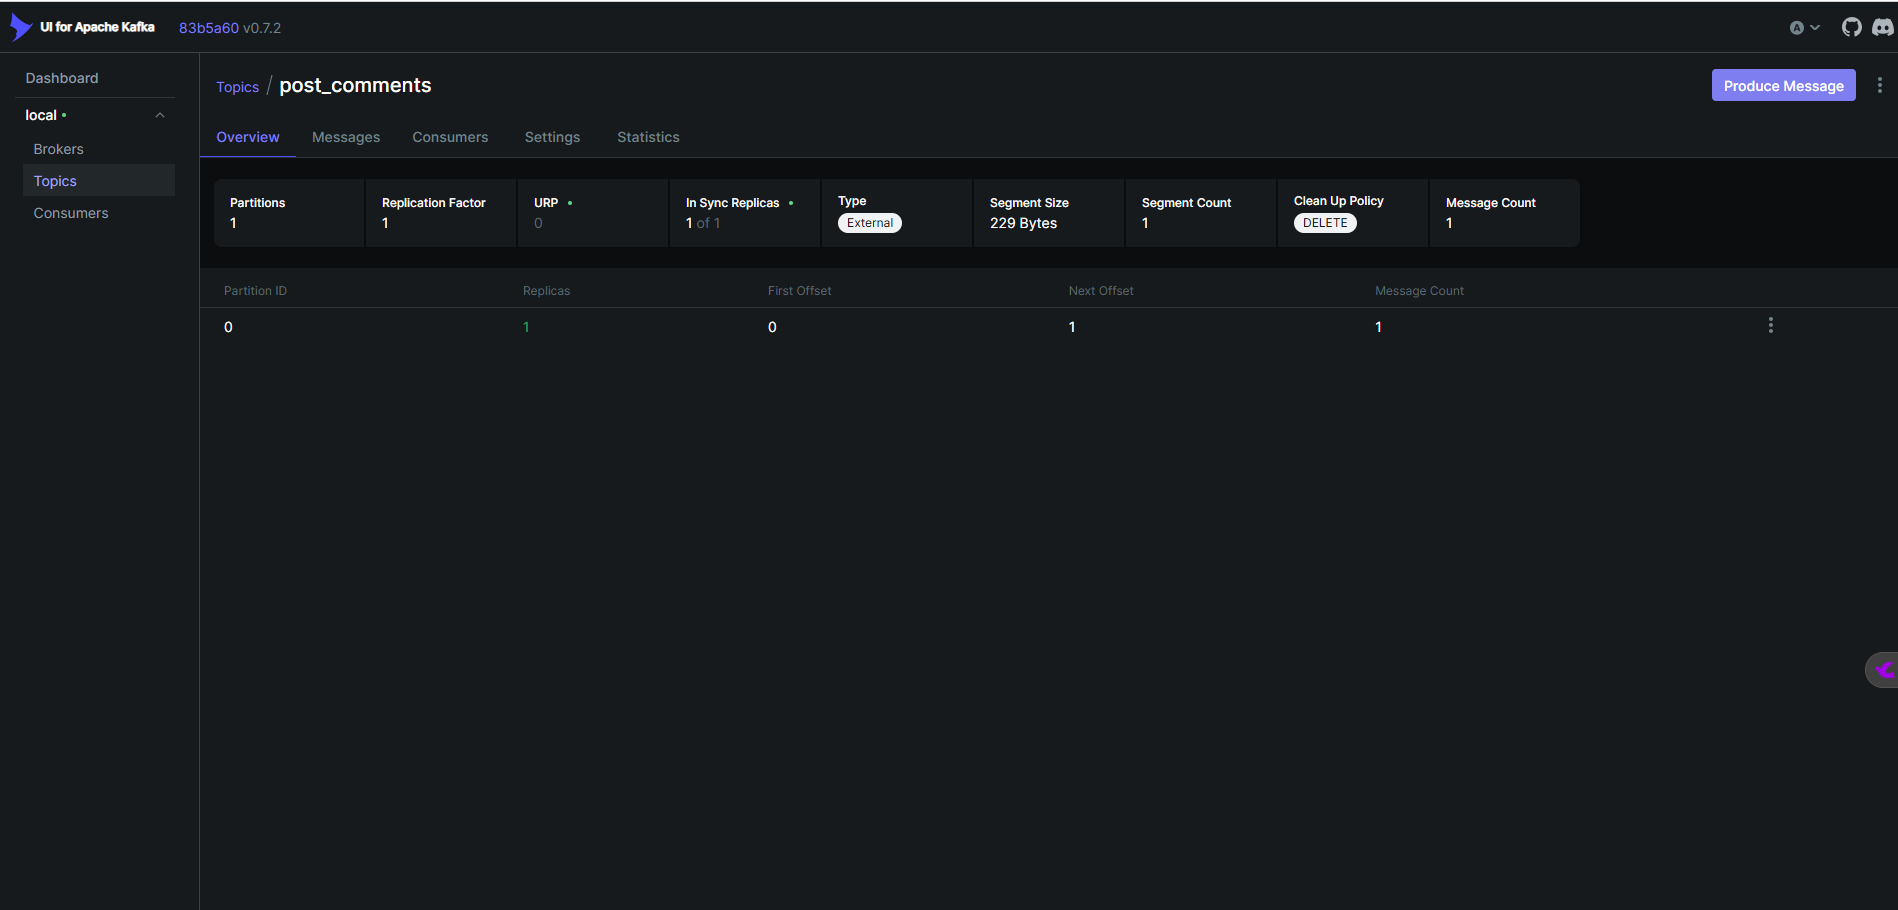 UI for Apache Kafka 83b5a60 v0.7.2 A
Dashboard
local
Brokers
Topics
Consumers
Topics / post_comments
Produce Message
Overview Messages Consumers Settings Statistics
Partitions Replication Factor URP In Sync Replicas Type Segment Size Segment Count Clean Up Policy Message Count
1 1 0 1 of 1 External 229 Bytes 1 DELETE 1
Partition ID Replicas First Offset Next Offset Message Count
0 1 0 1 1